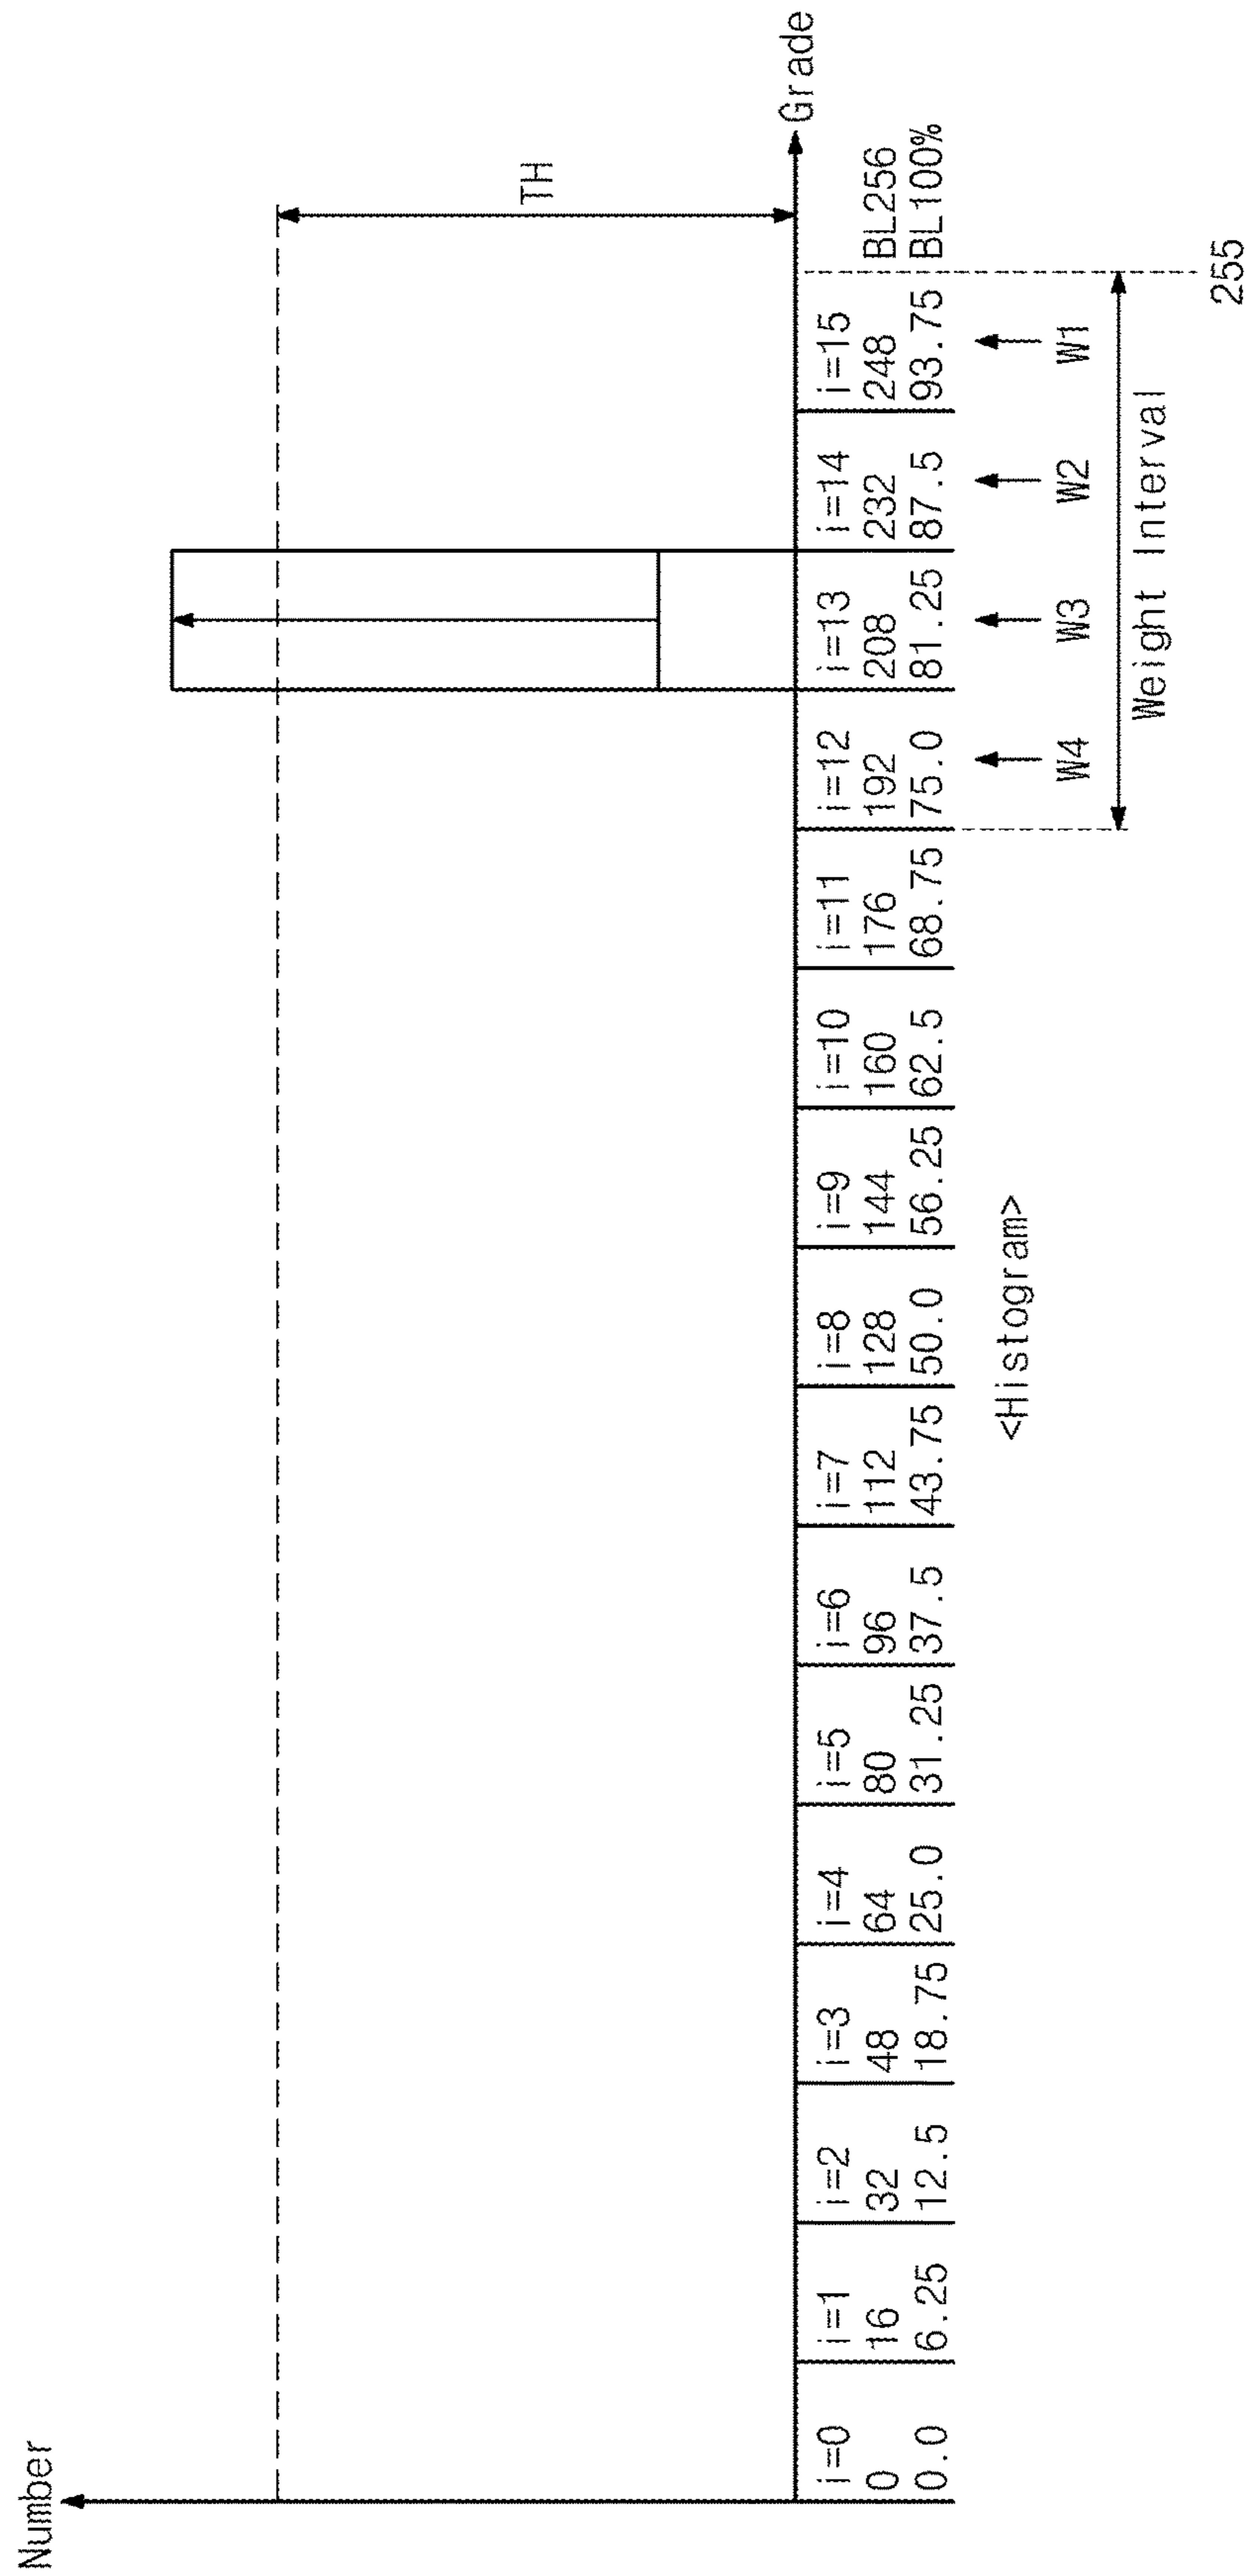 Number
TH
Grade
i=0
0
0.0
i=1
16
6.25
i=2
32
12.5
i=3
48
18.75
i=4
64
25.0
i=5
80
31.25
i=6
96
37.5
i=7
112
43.75
i=8
128
50.0
i=9
144
56.25
i=10
160
62.5
i=11
176
68.75
i=12
192
75.0
i=13
208
81.25
i=14
232
87.5
i=15
248
93.75
BL256
BL100%
W4
W3
W2
W1
Weight Interval
255
<Histogram>